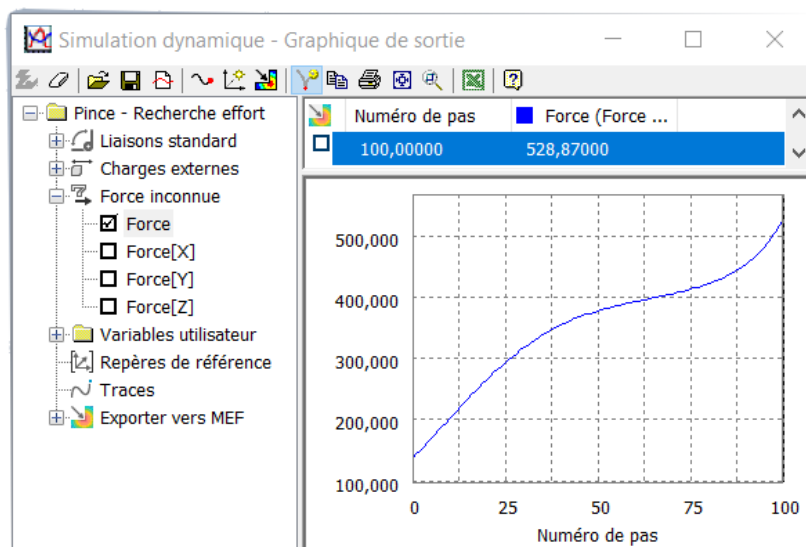 Simulation dynamique - Graphique de sortie
Pince - Recherche effort
Liaisons standard
Charges externes
Force inconnue
Force
Force[X]
Force[Y]
Force[Z]
Variables utilisateur
Repères de référence
Traces
Exporter vers MEF
Numéro de pas Force (Force ...
100,00000 528,87000
500,000
400,000
300,000
200,000
100,000
0 25 50 75 100
Numéro de pas